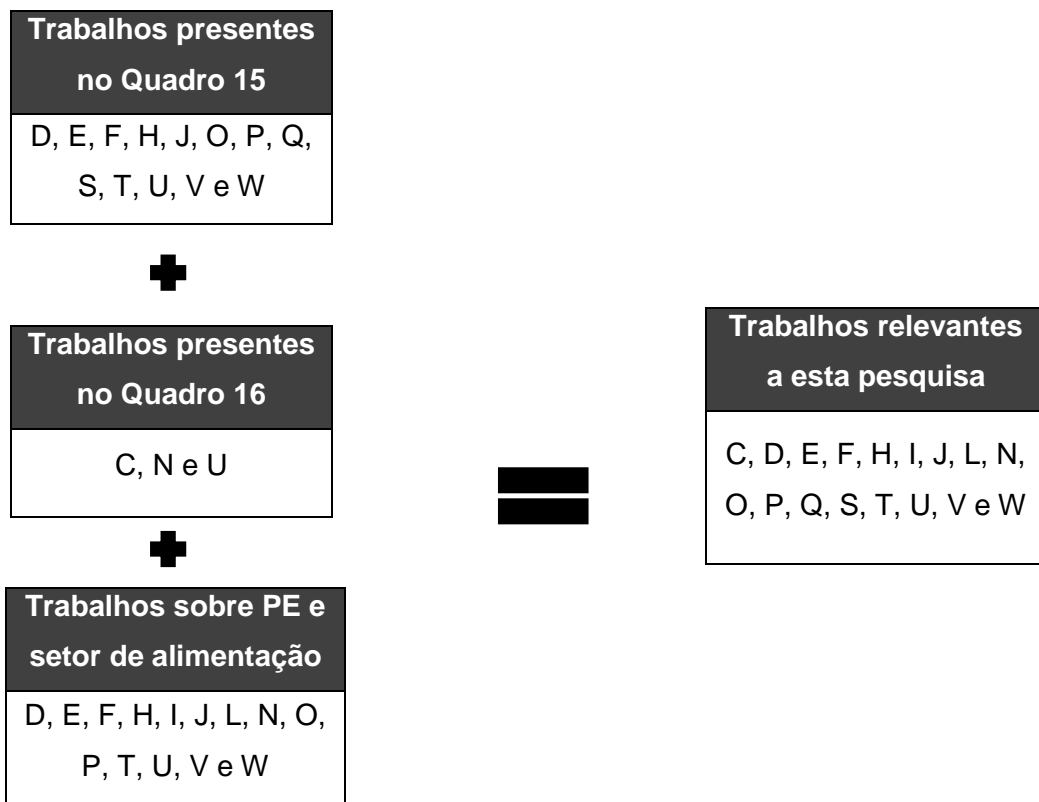 Trabalhos presentes
no Quadro 15
D, E, F, H, J, O, P, Q,
S, T, U, V e W
Trabalhos presentes
no Quadro 16
C, N e U
Trabalhos sobre PE e
setor de alimentação
D, E, F, H, I, J, L, N, O,
P, T, U, V e W
Trabalhos relevantes
a esta pesquisa
C, D, E, F, H, I, J, L, N,
O, P, Q, S, T, U, V e W